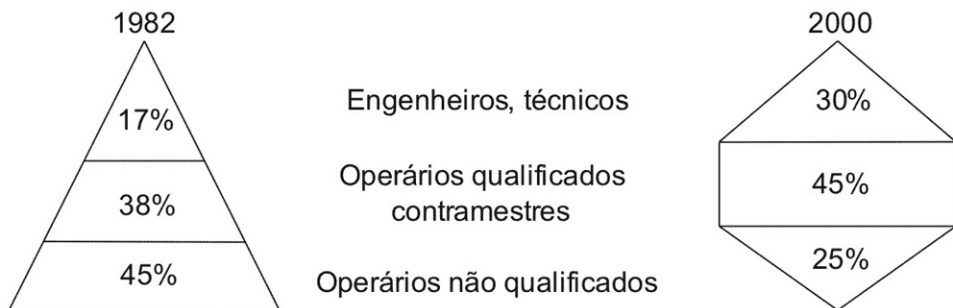 1982
2000
17%
Engenheiros, técnicos
30%
38%
Operários qualificados
contramestres
45%
45%
Operários não qualificados
25%